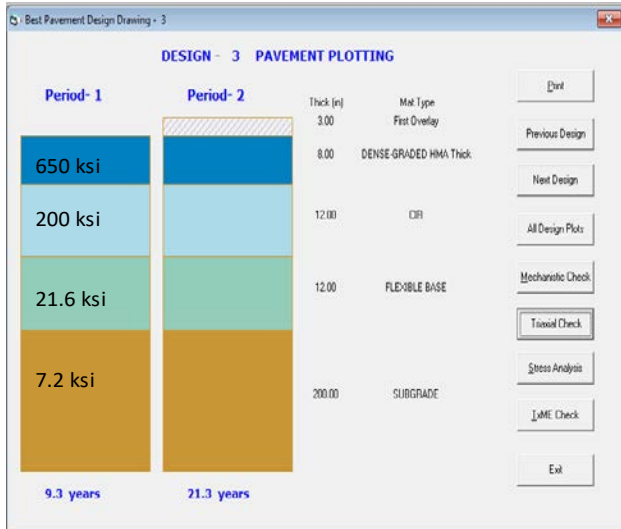 Best Pavement Design Drawing - 3
DESIGN - 3 PAVEMENT PLOTTING
Period- 1
Period- 2
Thick (in)
Mat.Type
3.00
First Overlay
8.00
DENSE-GRADED HMA Thick
12.00
CIR
12.00
FLEXIBLE BASE
200.00
SUBGRADE
650 ksi
200 ksi
21.6 ksi
7.2 ksi
9.3 years
21.3 years
Print
Previous Design
Next Design
All Design Plots
Mechanistic Check
Triaxial Check
Stress Analysis
TxME Check
Exit